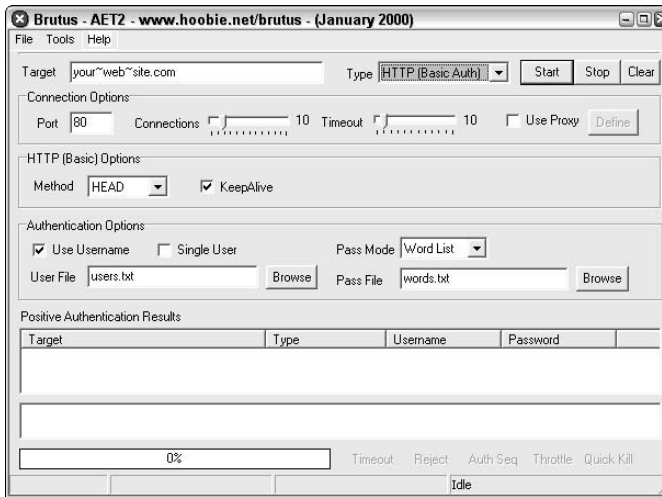 Brutus - AET2 - www.hoobie.net/brutus - (January 2000)
File Tools Help
Target your~web~site.com Type HTTP (Basic Auth) Start Stop Clear
Connection Options
Port 80 Connections 10 Timeout 10 Use Proxy Define
HTTP (Basic) Options
Method HEAD KeepAlive
Authentication Options
Use Username Single User Pass Mode Word List
User File users.txt Browse Pass File words.txt Browse
Positive Authentication Results
Target Type Username Password
0% Timeout Reject Auth Seq Throttle Quick Kill
Idle